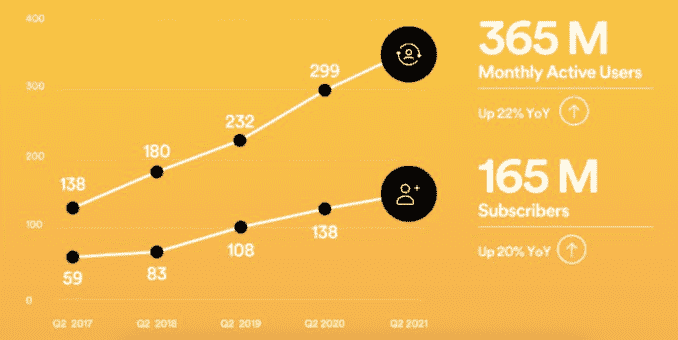 400
300
200
100
0
138
180
232
299
59
83
108
138
Q2 2017
Q2 2018
Q2 2019
Q2 2020
Q2 2021
365 M
Monthly Active Users
Up 22% YoY
165 M
Subscribers
Up 20% YoY